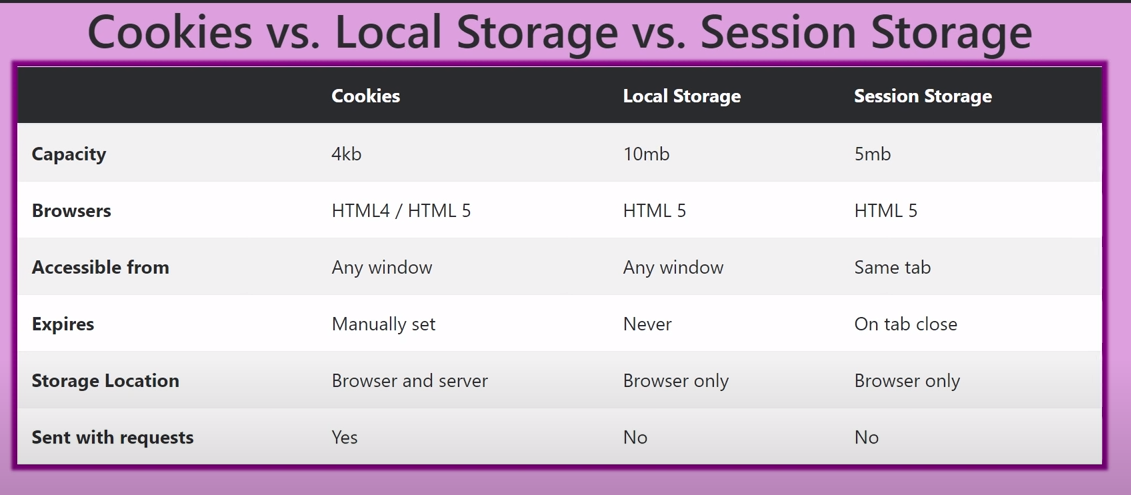 Cookies vs. Local Storage vs. Session Storage
Cookies Local Storage Session Storage
Capacity 4kb 10mb 5mb
Browsers HTML4 / HTML 5 HTML 5 HTML 5
Accessible from Any window Any window Same tab
Expires Manually set Never On tab close
Storage Location Browser and server Browser only Browser only
Sent with requests Yes No No